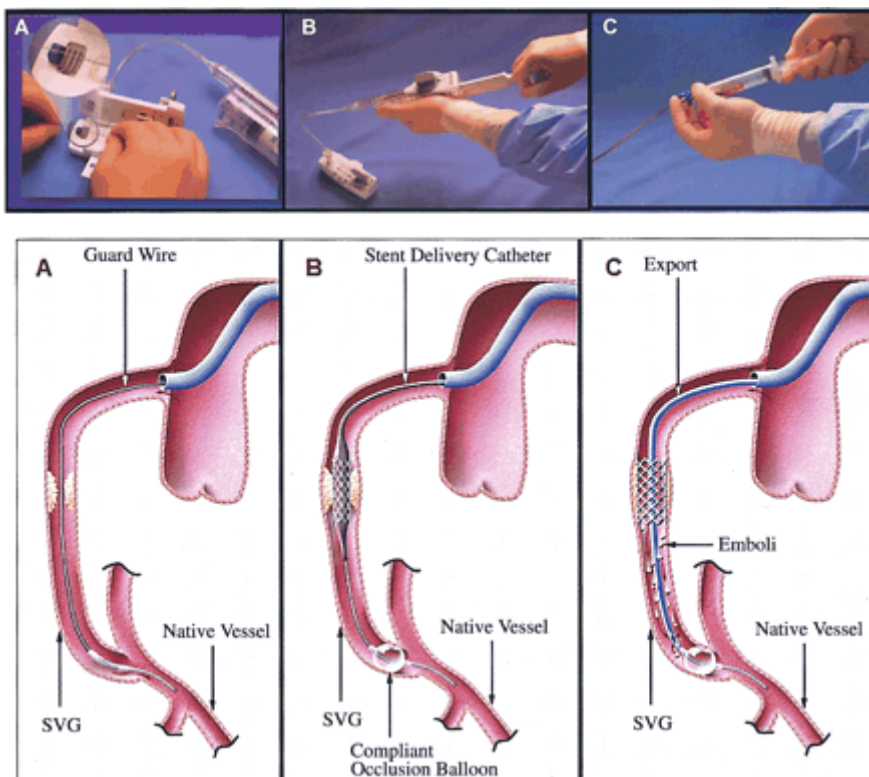 A
B
C
A
Guard Wire
SVG
Native Vessel
B
Stent Delivery Catheter
SVG
Native Vessel
Compliant
Occlusion Balloon
C
Export
Emboli
Native Vessel
SVG